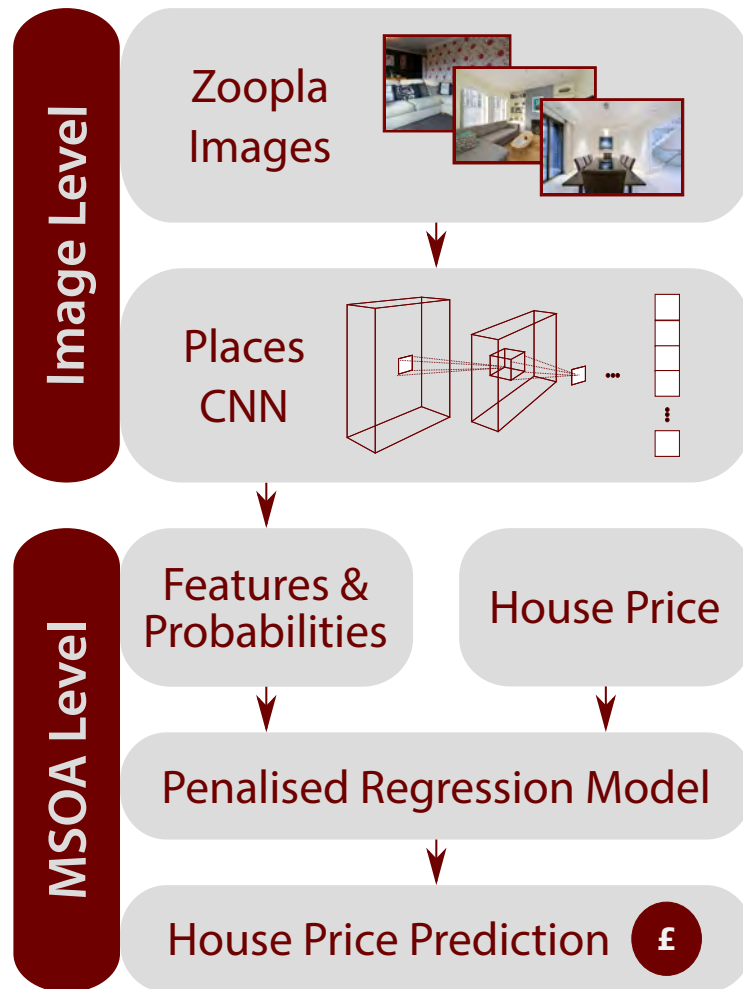 Image Level
Zoopla
Images
Places
CNN
MSOA Level
Features &
Probabilities
House Price
Penalised Regression Model
House Price Prediction £